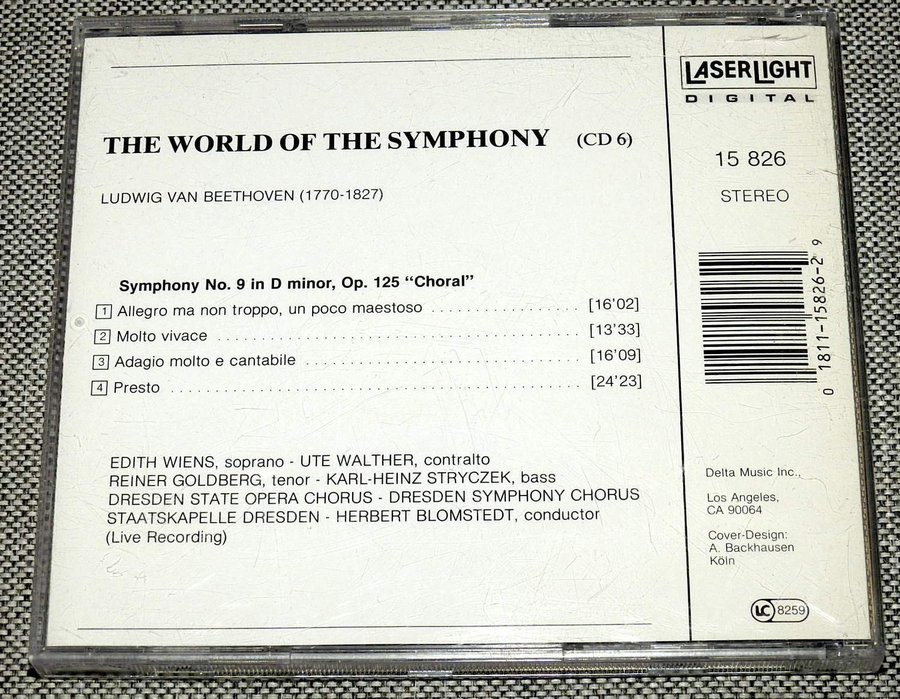 THE WORLD OF THE SYMPHONY (CD 6)
LUDWIG VAN BEETHOVEN (1770-1827)
Symphony No. 9 in D minor, Op. 125 “Choral”
1 Allegro ma non troppo, un poco maestoso [16’02]
2 Molto vivace [13’33]
3 Adagio molto e cantabile [16’09]
4 Presto [24’23]
EDITH WIENS, soprano - UTE WALTHER, contralto
REINER GOLDBERG, tenor - KARL-HEINZ STRYCZEK, bass
DRESDEN STATE OPERA CHORUS - DRESDEN SYMPHONY CHORUS
STAATSKAPELLE DRESDEN - HERBERT BLOMSTEDT, conductor
(Live Recording)
LASERLIGHT
DIGITAL
15 826
STEREO
0 1811-15826-2 9
Delta Music Inc.,
Los Angeles,
CA 90064
Cover-Design:
A. Backhausen
Köln
LC 8259